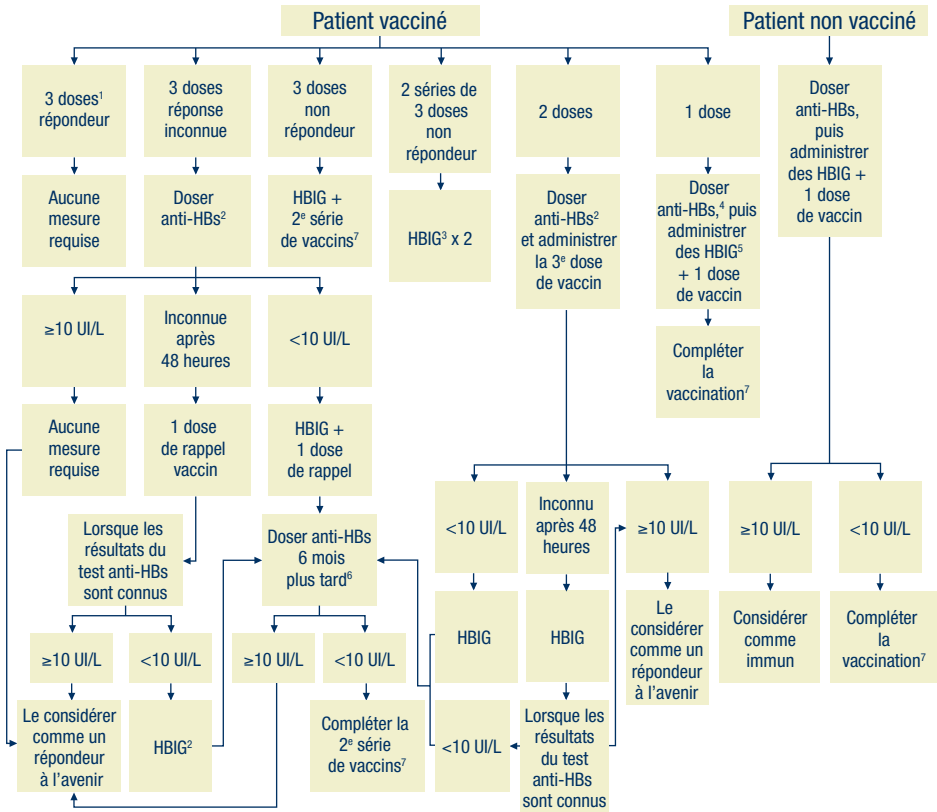 Patient vacciné
Patient non vacciné
3 doses¹
répondeur
3 doses
réponse
inconnue
3 doses
non
répondeur
2 séries de
3 doses
non
répondeur
2 doses
1 dose
Doser
anti-HBs,
puis
administrer
des HBIG +
1 dose
de vaccin
Aucune
mesure
requise
Doser
anti-HBs²
HBIG +
2ᵉ série
de vaccins⁷
HBIG³ x 2
Doser
anti-HBs²
et administrer
la 3ᵉ dose
de vaccin
Doser
anti-HBs,⁴ puis
administrer
des HBIG⁵
+ 1 dose
de vaccin
≥10 UI/L
Inconnue
après
48 heures
<10 UI/L
Compléter
la
vaccination⁷
Aucune
mesure
requise
1 dose
de rappel
vaccin
HBIG +
1 dose
de rappel
<10 UI/L
Inconnu
après 48
heures
≥10 UI/L
≥10 UI/L
<10 UI/L
Lorsque les
résultats du
test anti-HBs
sont connus
Doser anti-HBs
6 mois
plus tard⁶
HBIG
HBIG
Le
considérer
comme un
répondeur
à l’avenir
Considérer
comme
immun
Compléter
la
vaccination⁷
≥10 UI/L
<10 UI/L
≥10 UI/L
<10 UI/L
Le considérer
comme un
répondeur
à l’avenir
HBIG²
Compléter la
2ᵉ série
de vaccins⁷
<10 UI/L
Lorsque les
résultats
du test
anti-HBs
sont connus